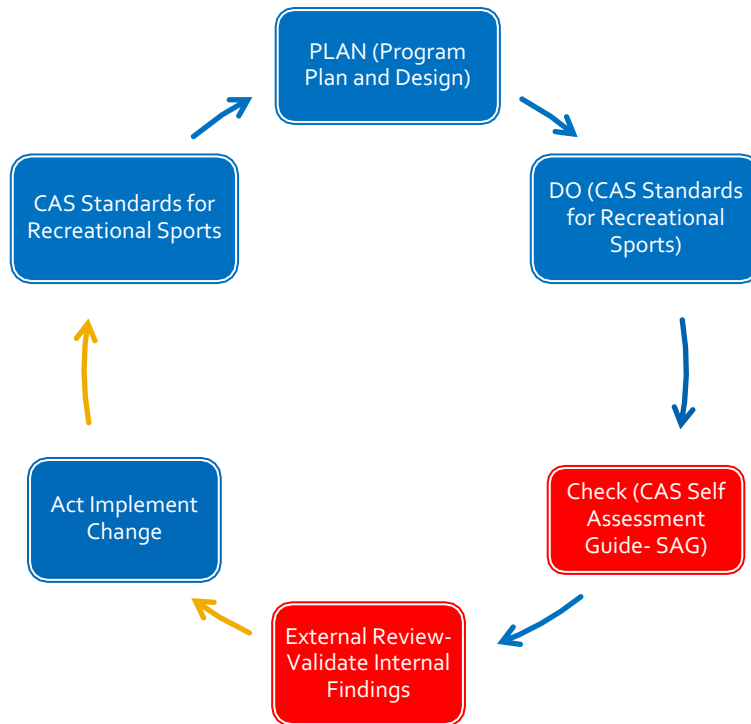 PLAN (Program
Plan and Design)
DO (CAS Standards
for Recreational
Sports)
Check (CAS Self
Assessment
Guide- SAG)
External Review-
Validate Internal
Findings
Act Implement
Change
CAS Standards for
Recreational Sports